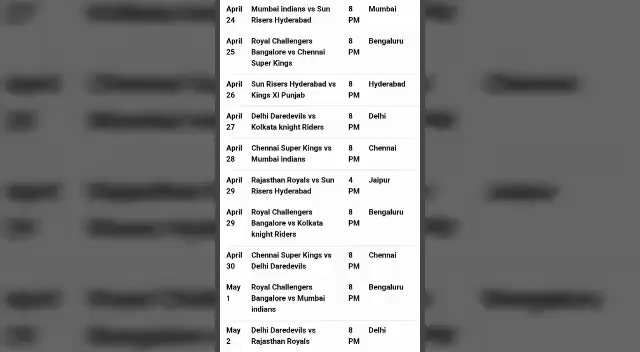 April Mumbai indians vs Sun 8 Mumbai
24 Risers Hyderabad PM
April Royal Challengers 8 Bengaluru
25 Bangalore vs Chennai PM
Super Kings
April Sun Risers Hyderabad vs 8 Hyderabad
26 Kings XI Punjab PM
April Delhi Daredevils vs 8 Delhi
27 Kolkata knight Riders PM
April Chennai Super Kings vs 8 Chennai
28 Mumbai indians PM
April Rajasthan Royals vs Sun 4 Jaipur
29 Risers Hyderabad PM
April Royal Challengers 8 Bengaluru
29 Bangalore vs Kolkata PM
knight Riders
April Chennai Super Kings vs 8 Chennai
30 Delhi Daredevils PM
May Royal Challengers 8 Bengaluru
1 Bangalore vs Mumbai PM
indians
May Delhi Daredevils vs 8 Delhi
2 Rajasthan Royals PM